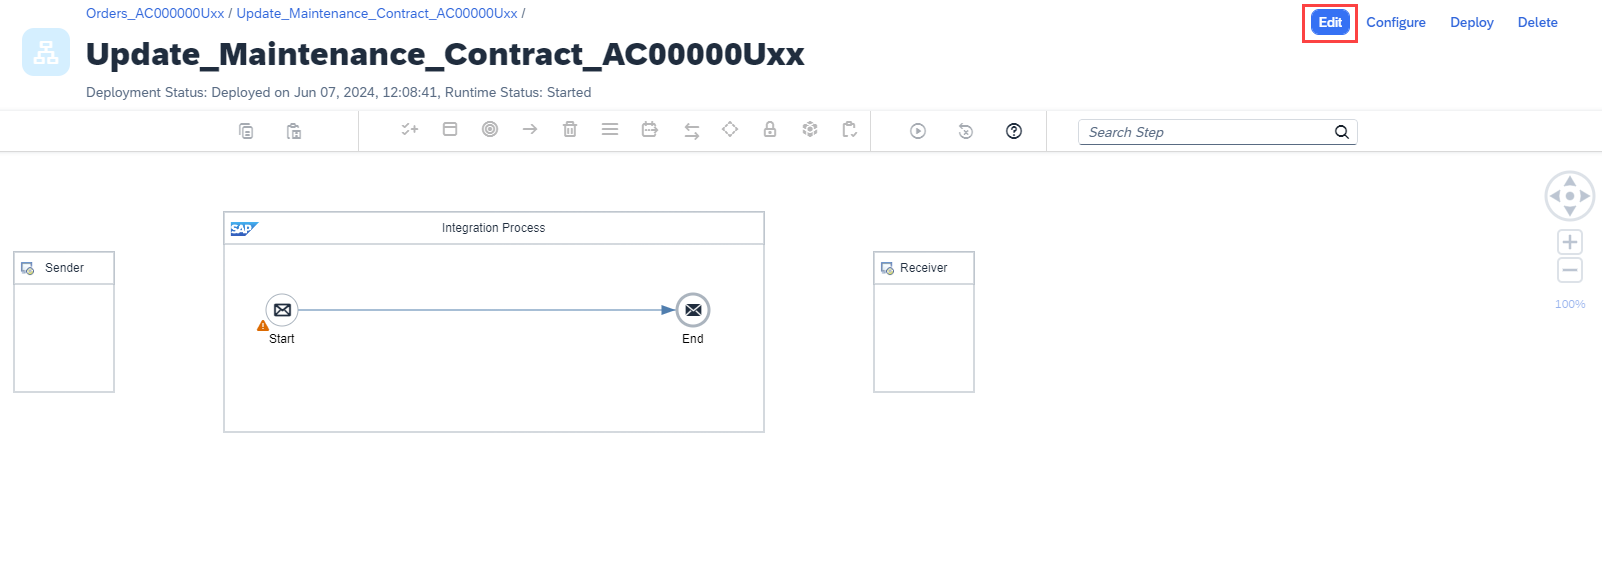 Orders_AC000000Uxx / Update_Maintenance_Contract_AC00000Uxx /
Edit Configure Deploy Delete
Update_Maintenance_Contract_AC00000Uxx
Deployment Status: Deployed on Jun 07, 2024, 12:08:41, Runtime Status: Started
Search Step
SAP Integration Process
Sender
Receiver
Start
End
100%